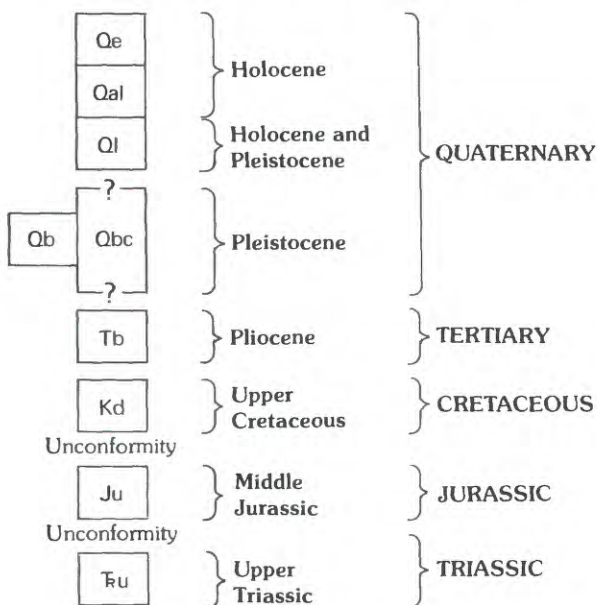 Qe
Holocene
Qal
Ql
Holocene and
Pleistocene
QUATERNARY
?
Qb
Qbc
Pleistocene
?
Tb
Pliocene
TERTIARY
Kd
Upper
Cretaceous
CRETACEOUS
Unconformity
Ju
Middle
Jurassic
JURASSIC
Unconformity
T̵u
Upper
Triassic
TRIASSIC